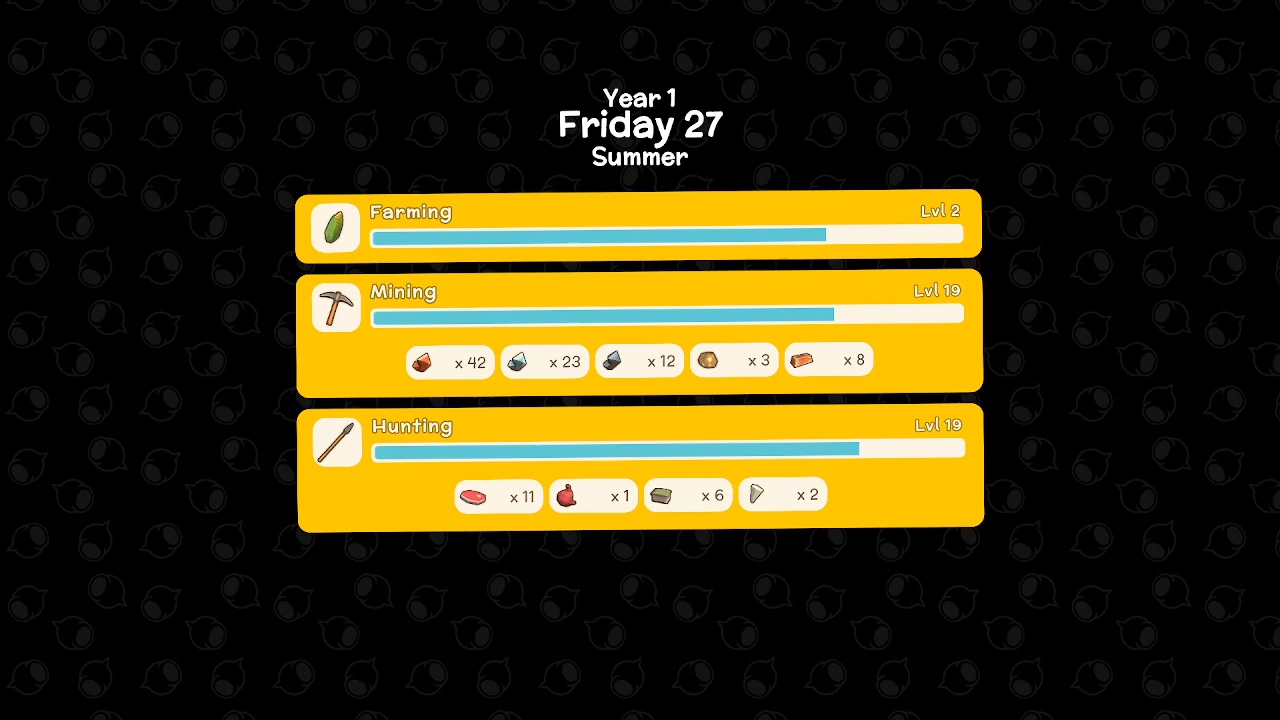 Year 1
Friday 27
Summer
Farming Lvl 2
Mining Lvl 19
x 42 x 23 x 12 x 3 x 8
Hunting Lvl 19
x 11 x 1 x 6 x 2